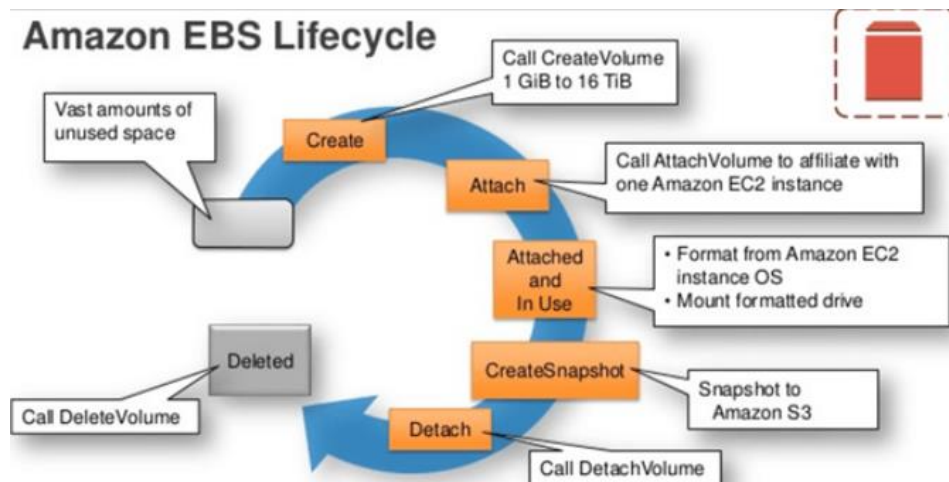 Amazon EBS Lifecycle
Vast amounts of
unused space
Create
Call CreateVolume
1 GiB to 16 TiB
Attach
Call AttachVolume to affiliate with
one Amazon EC2 instance
Attached
and
In Use
• Format from Amazon EC2
instance OS
• Mount formatted drive
CreateSnapshot
Snapshot to
Amazon S3
Detach
Call DetachVolume
Deleted
Call DeleteVolume